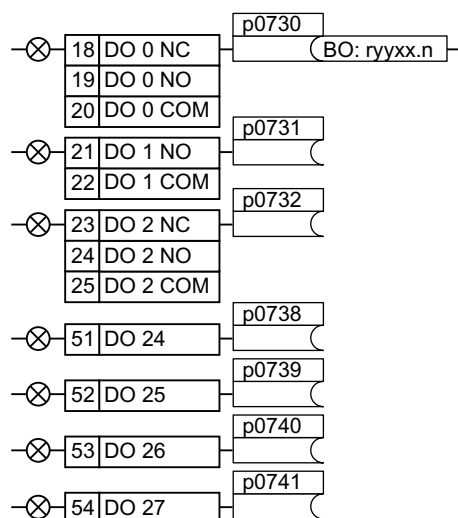 p0730
18 DO 0 NC BO: ryyxx.n
19 DO 0 NO
20 DO 0 COM
p0731
21 DO 1 NO
22 DO 1 COM
p0732
23 DO 2 NC
24 DO 2 NO
25 DO 2 COM
p0738
51 DO 24
p0739
52 DO 25
p0740
53 DO 26
p0741
54 DO 27